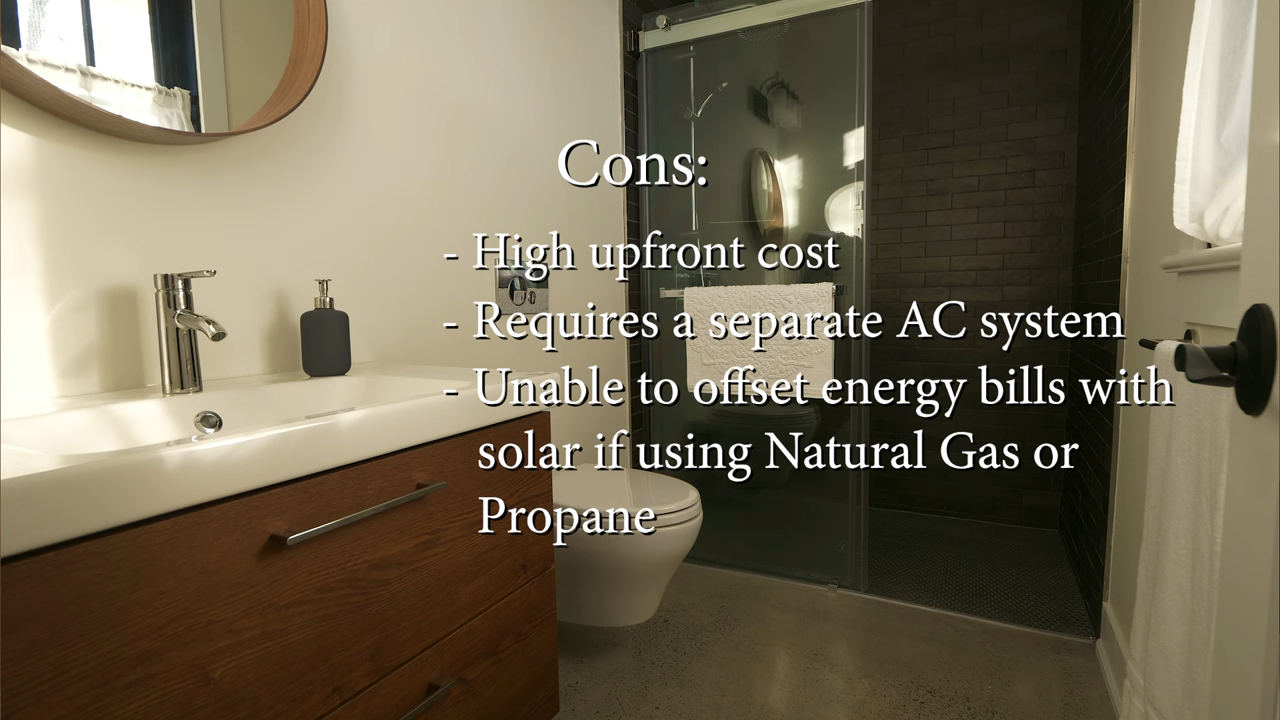 Cons:
- High upfront cost
- Requires a separate AC system
- Unable to offset energy bills with
solar if using Natural Gas or
Propane